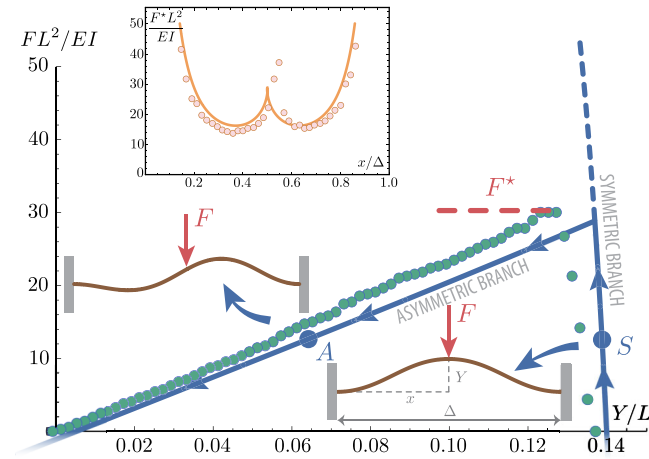 F⋆L²/EI
50
40
30
20
10
0
0.2 0.4 0.6 0.8 1.0
x/Δ
FL²/EI
50
40
30
20
10
F⋆
F
SYMMETRIC BRANCH
ASYMMETRIC BRANCH
F
A
S
Y
x
Δ
Y/L
0.02 0.04 0.06 0.08 0.10 0.12 0.14